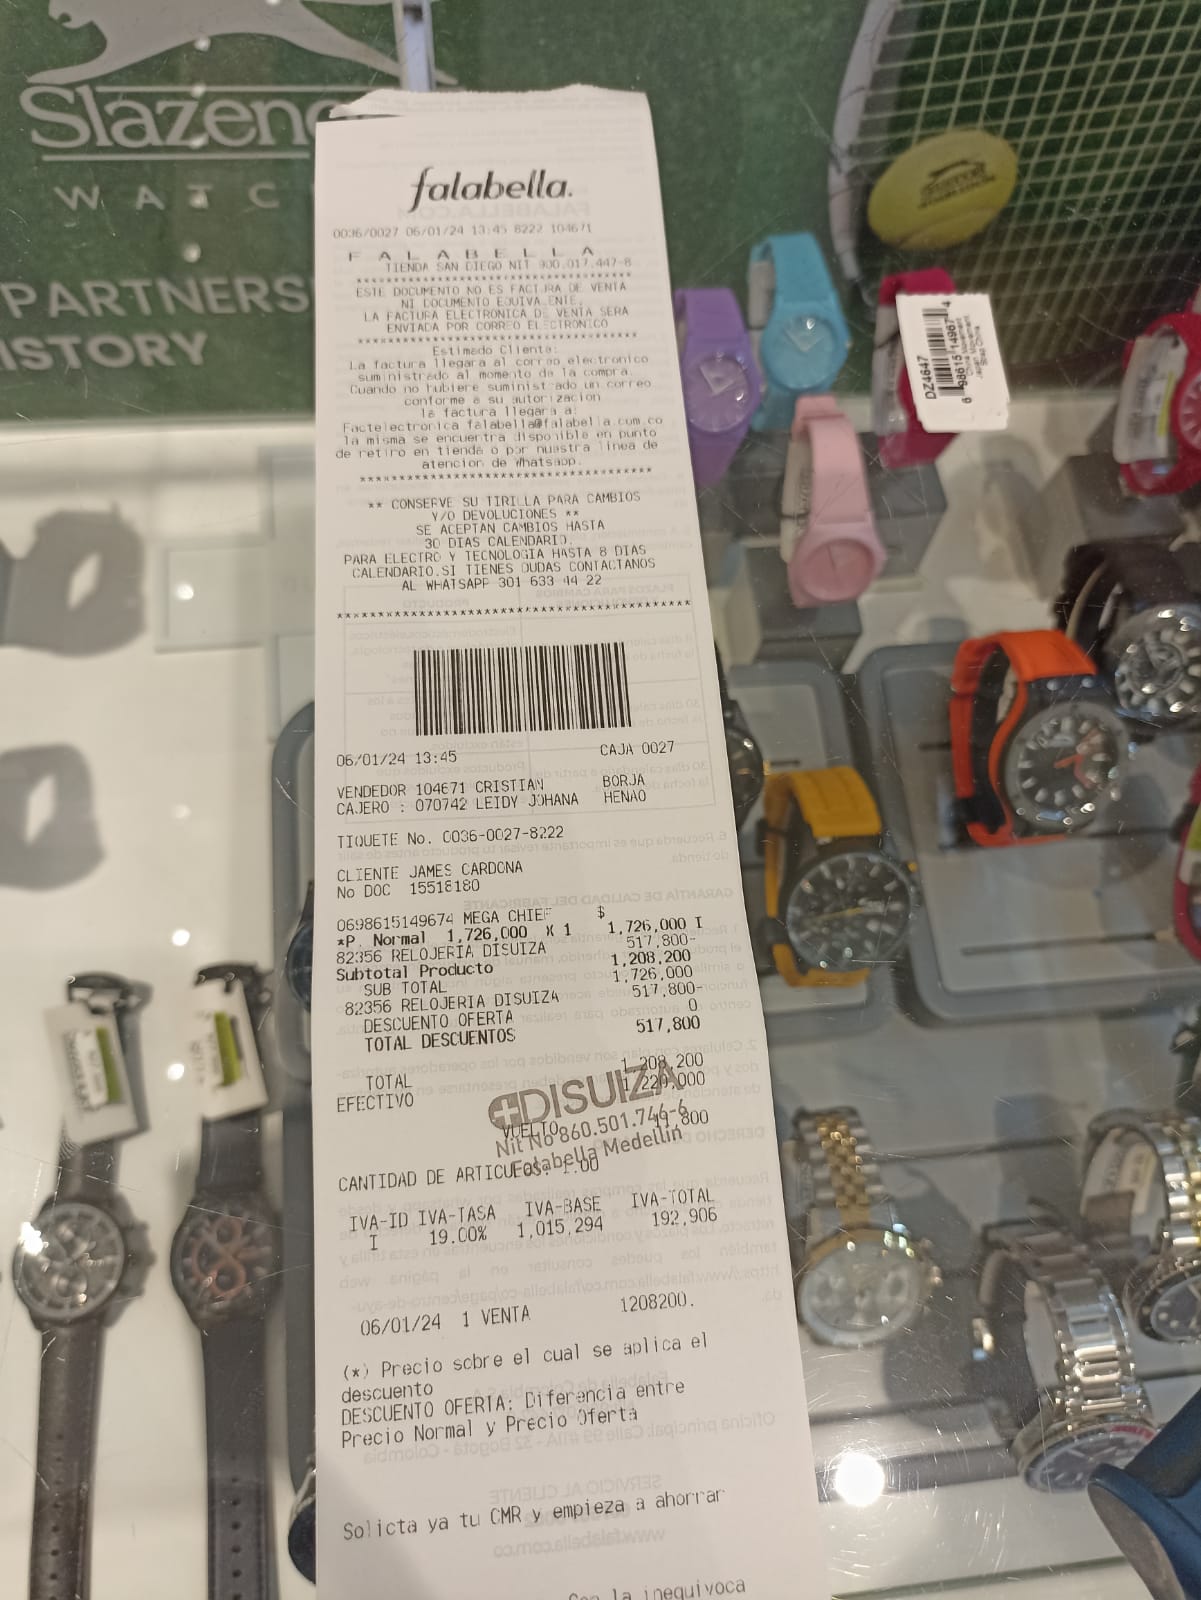 Slazen
WATC
PARTNERS
ISTORY
falabella.
0036/0027 06/01/24 13:45 8222 104671
F A L A B E L L A
TIENDA SAN DIEGO NIT 900.017.447-8
****************************************
ESTE DOCUMENTO NO ES FACTURA DE VENTA
NI DOCUMENTO EQUIVALENTE.
LA FACTURA ELECTRONICA DE VENTA SERA
ENVIADA POR CORREO ELECTRONICO
****************************************
Estimado Cliente:
La factura llegara al correo electronico
suministrado al momento de la compra.
Cuando no hubiere suministrado un correo
conforme a su autorizacion
la factura llegara a:
Factelectronica falabella@falabella.com.co
la misma se encuentra disponible en punto
de retiro en tienda o por nuestra linea de
atencion de Whatsapp.
****************************************
** CONSERVE SU TIRILLA PARA CAMBIOS
Y/O DEVOLUCIONES **
SE ACEPTAN CAMBIOS HASTA
30 DIAS CALENDARIO.
PARA ELECTRO Y TECNOLOGIA HASTA 8 DIAS
CALENDARIO.SI TIENES DUDAS CONTACTANOS
AL WHATSAPP 301 633 44 22
****************************************
06/01/24 13:45 CAJA 0027
VENDEDOR 104671 CRISTIAN BORJA
CAJERO : 070742 LEIDY JOHANA HENAO
TIQUETE No. 0036-0027-8222
CLIENTE JAMES CARDONA
No DOC 15518180
0698615149674 MEGA CHIEF $
*P. Normal 1,726,000 X 1 1,726,000 I
82356 RELOJERIA DISUIZA 517,800-
Subtotal Producto 1,208,200
SUB TOTAL 1,726,000
82356 RELOJERIA DISUIZA 517,800-
DESCUENTO OFERTA 0
TOTAL DESCUENTOS 517,800
TOTAL 1,208,200
EFECTIVO 1,220,000
DISUIZA
VUELTO 11,800
Nit No 860.501.746-6
Falabella Medellín
CANTIDAD DE ARTICULOS: 1.00
IVA-ID IVA-TASA IVA-BASE IVA-TOTAL
I 19.00% 1,015,294 192,906
06/01/24 1 VENTA 1208200.
(*) Precio sobre el cual se aplica el
descuento
DESCUENTO OFERTA: Diferencia entre
Precio Normal y Precio Oferta
Solicta ya tu CMR y empieza a ahorrar
Con la inequivoca
DZ4647
6 98615 14967 4